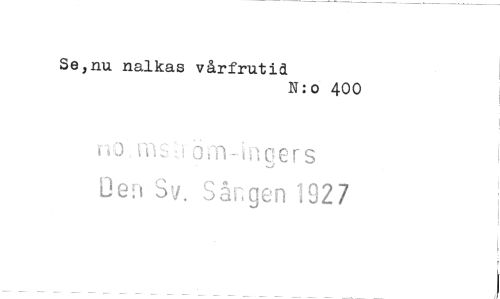 Se,nu nalkas vårfrutid
N:o 400
Holmström-Ingers
Den Sv. Sången 1927